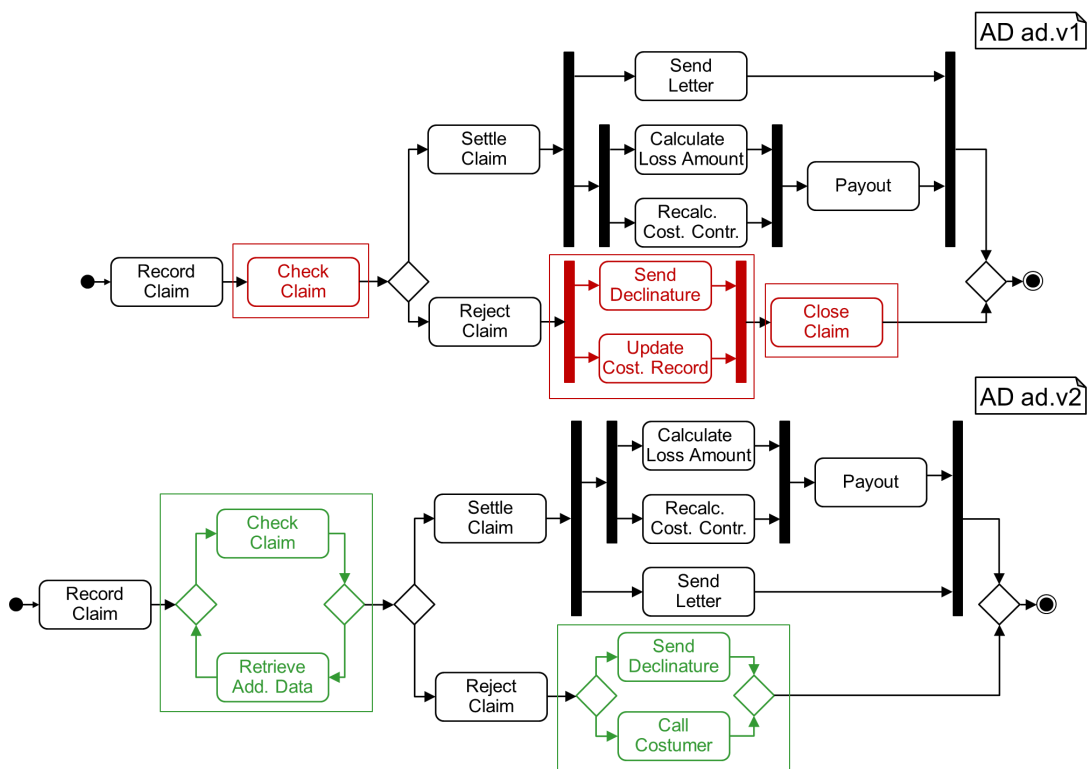 AD ad.v1
Send
Letter
Settle
Claim
Calculate
Loss Amount
Payout
Recalc.
Cost. Contr.
Record
Claim
Check
Claim
Reject
Claim
Send
Declinature
Update
Cost. Record
Close
Claim
AD ad.v2
Calculate
Loss Amount
Payout
Settle
Claim
Recalc.
Cost. Contr.
Check
Claim
Send
Letter
Record
Claim
Retrieve
Add. Data
Reject
Claim
Send
Declinature
Call
Costumer